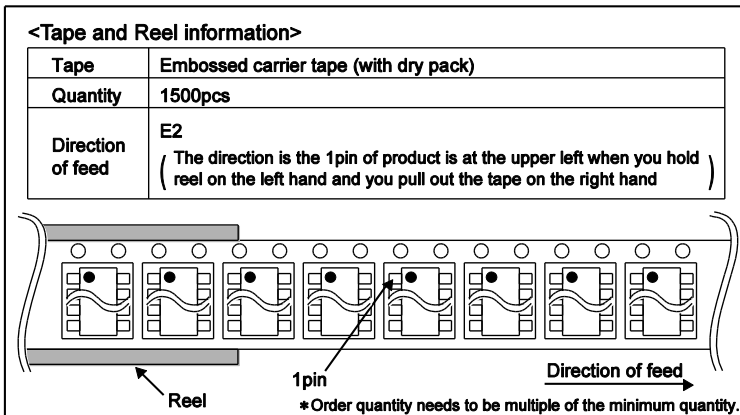 <Tape and Reel information>
Tape
Embossed carrier tape (with dry pack)
Quantity
1500pcs
Direction
of feed
E2
( The direction is the 1pin of product is at the upper left when you hold
reel on the left hand and you pull out the tape on the right hand )
Reel
1pin
Direction of feed
*Order quantity needs to be multiple of the minimum quantity.